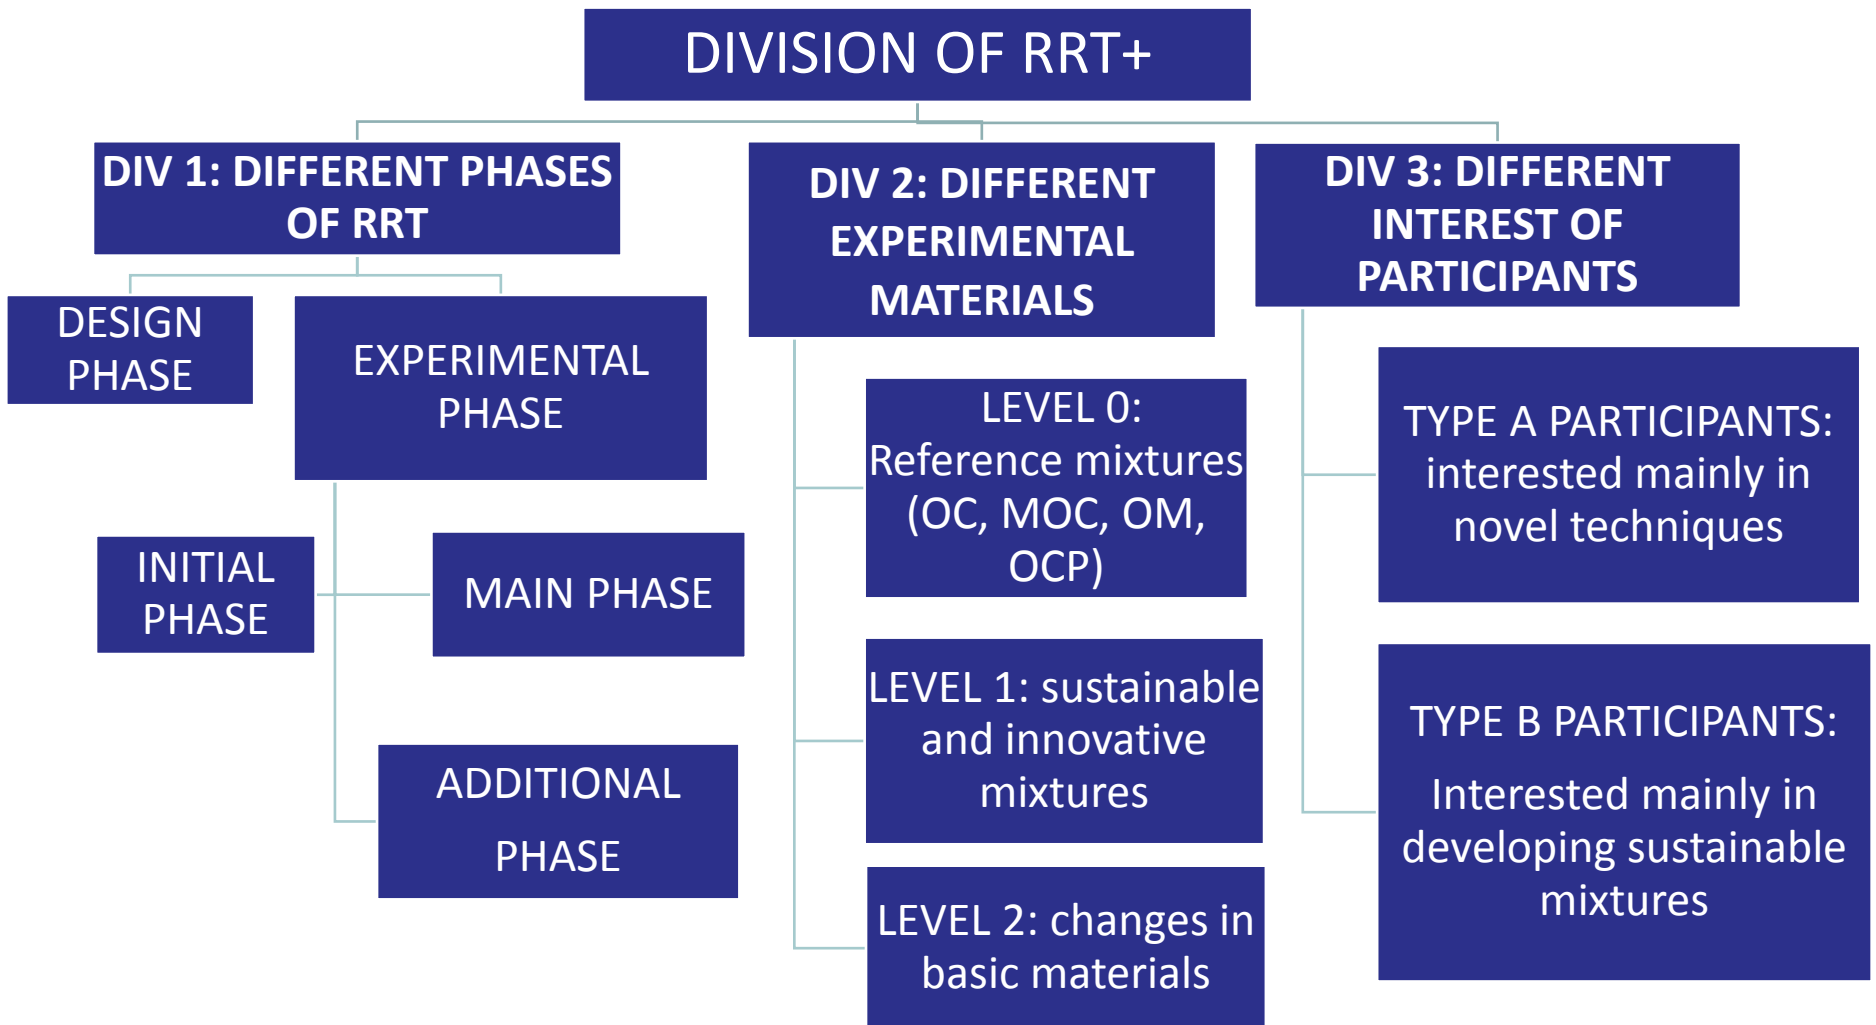 DIVISION OF RRT+
DIV 1: DIFFERENT PHASES
OF RRT
DESIGN
PHASE
EXPERIMENTAL
PHASE
INITIAL
PHASE
MAIN PHASE
ADDITIONAL
PHASE
DIV 2: DIFFERENT
EXPERIMENTAL
MATERIALS
LEVEL 0:
Reference mixtures
(OC, MOC, OM,
OCP)
LEVEL 1: sustainable
and innovative
mixtures
LEVEL 2: changes in
basic materials
DIV 3: DIFFERENT
INTEREST OF
PARTICIPANTS
TYPE A PARTICIPANTS:
interested mainly in
novel techniques
TYPE B PARTICIPANTS:
Interested mainly in
developing sustainable
mixtures